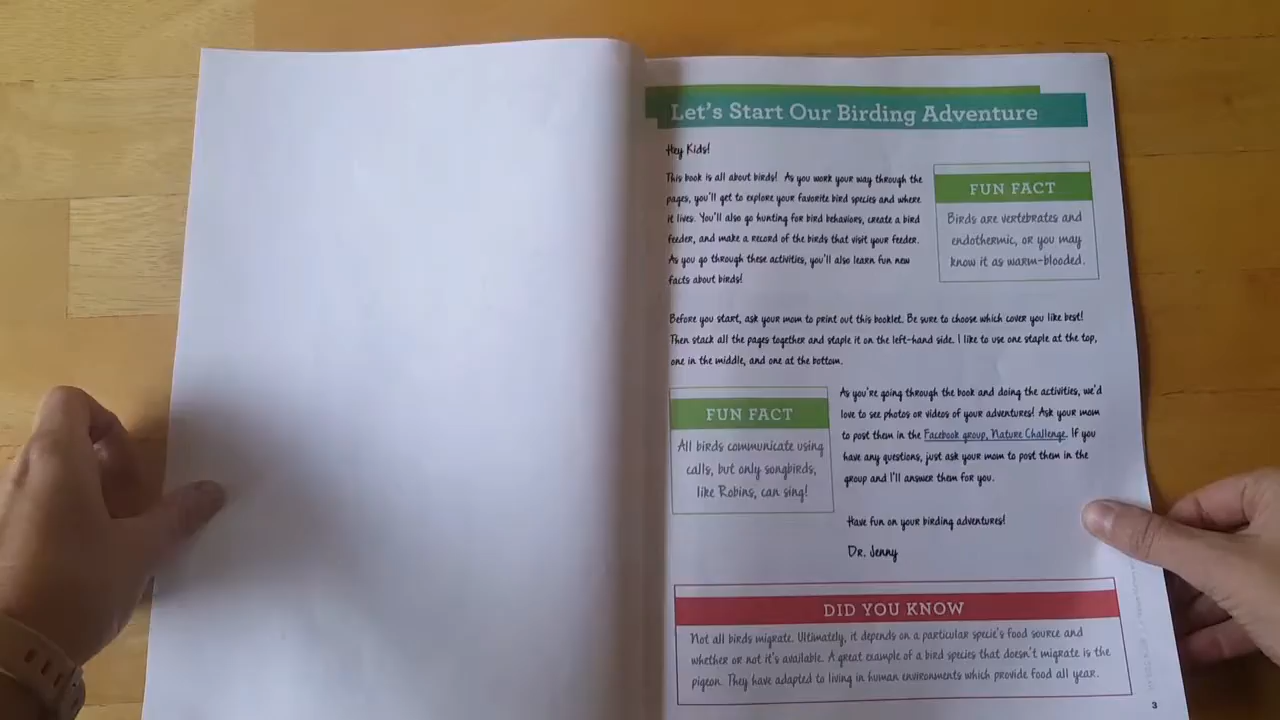 Let's Start Our Birding Adventure
Hey Kids!
This book is all about birds! As you work your way through the
pages, you'll get to explore your favorite bird species and where
it lives. You'll also go hunting for bird behaviors, create a bird
feeder, and make a record of the birds that visit your feeder.
As you go through these activities, you'll also learn fun new
facts about birds!
FUN FACT
Birds are vertebrates and
endothermic, or you may
know it as warm-blooded.
Before you start, ask your mom to print out this booklet. Be sure to choose which cover you like best!
Then stack all the pages together and staple it on the left-hand side. I like to use one staple at the top,
one in the middle, and one at the bottom.
FUN FACT
All birds communicate using
calls, but only songbirds,
like Robins, can sing!
As you're going through the book and doing the activities, we'd
love to see photos or videos of your adventures! Ask your mom
to post them in the Facebook group, Nature Challenge. If you
have any questions, just ask your mom to post them in the
group and I'll answer them for you.
Have fun on your birding adventures!
Dr. Jenny
DID YOU KNOW
Not all birds migrate. Ultimately, it depends on a particular specie's food source and
whether or not it's available. A great example of a bird species that doesn't migrate is the
pigeon. They have adapted to living in human environments which provide food all year.
3